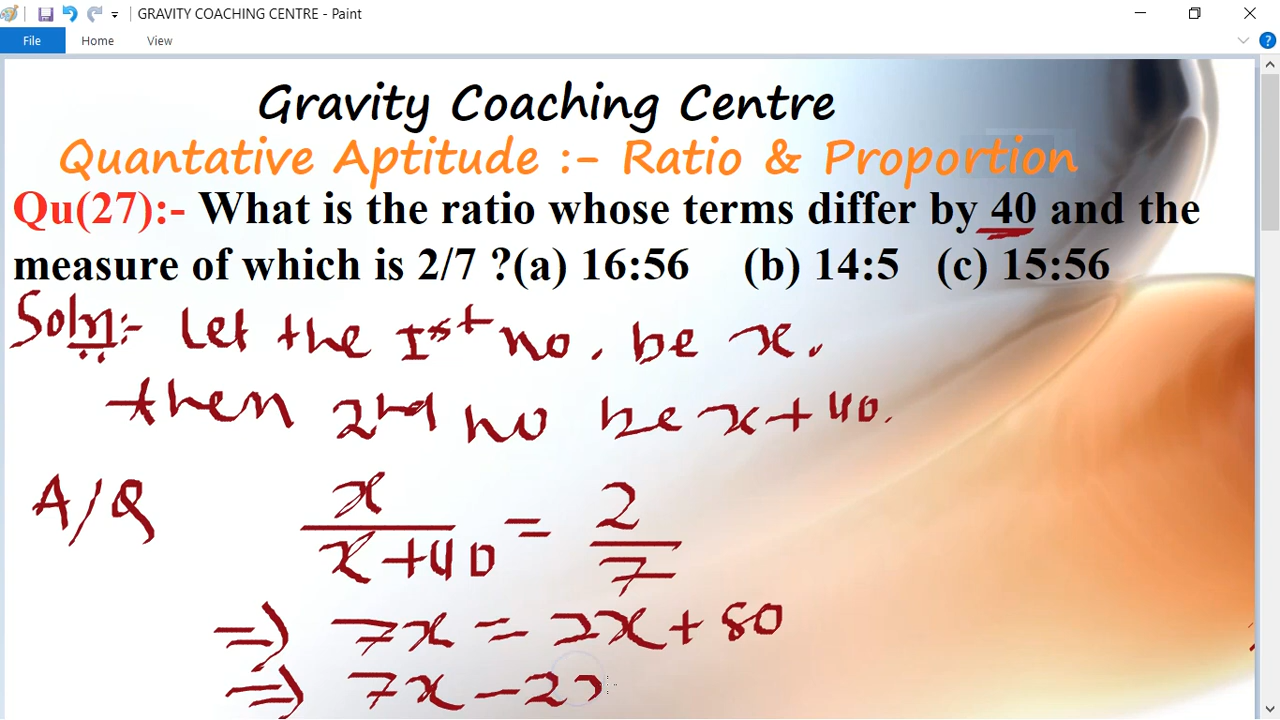 GRAVITY COACHING CENTRE - Paint
File Home View
Gravity Coaching Centre
Quantative Aptitude :- Ratio & Proportion
Qu(27):- What is the ratio whose terms differ by 40 and the
measure of which is 2/7 ?(a) 16:56 (b) 14:5 (c) 15:56
Soln:- Let the Ist no. be x.
then 2nd no be x+40.
A/Q x/x+40 = 2/7
=> 7x = 2x+80
=> 7x-2x